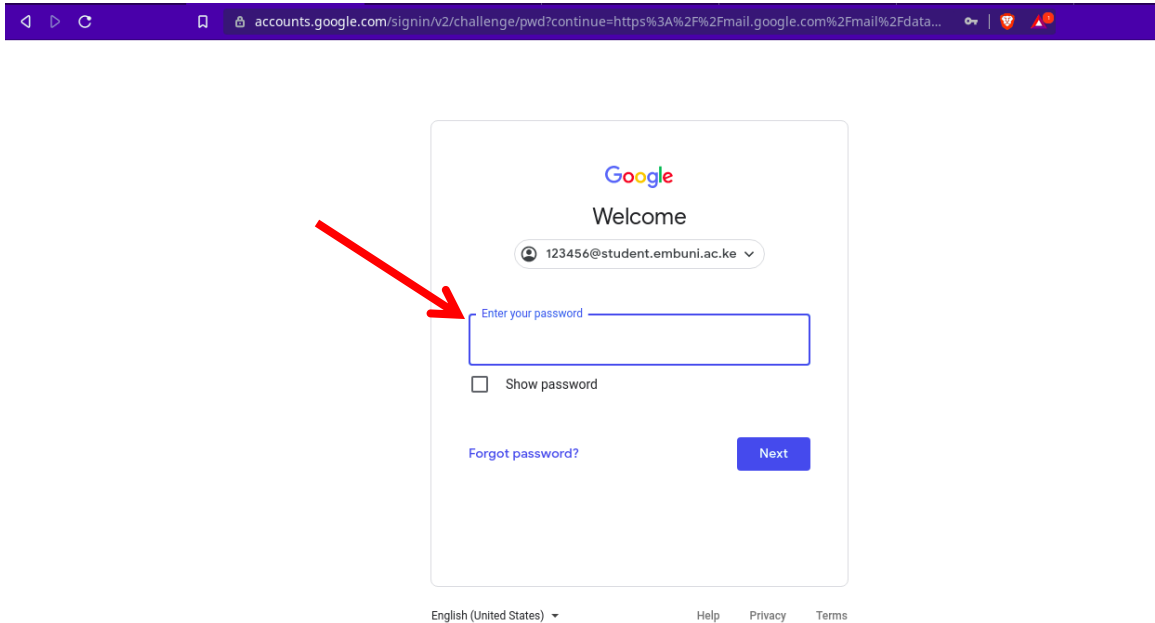 accounts.google.com/signin/v2/challenge/pwd?continue=https%3A%2F%2Fmail.google.com%2Fmail%2Fdata...
Google
Welcome
123456@student.embuni.ac.ke
Enter your password
Show password
Forgot password? Next
English (United States) Help Privacy Terms